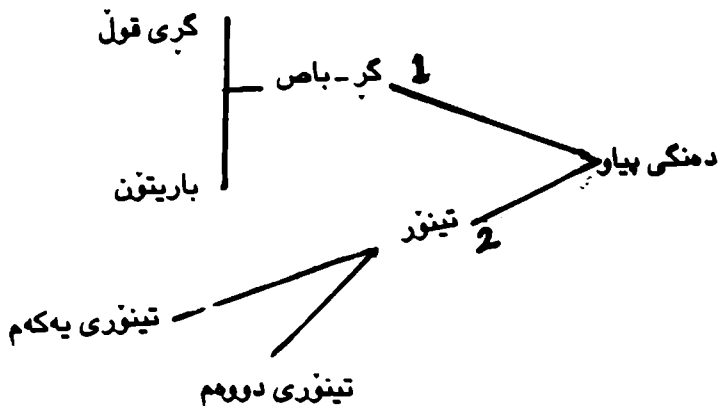 دەنگی پیاو
1 گڕ - باص
گڕی قوڵ
باریتۆن
2 تینۆر
تینۆری یەکەم
تینۆری دووەم